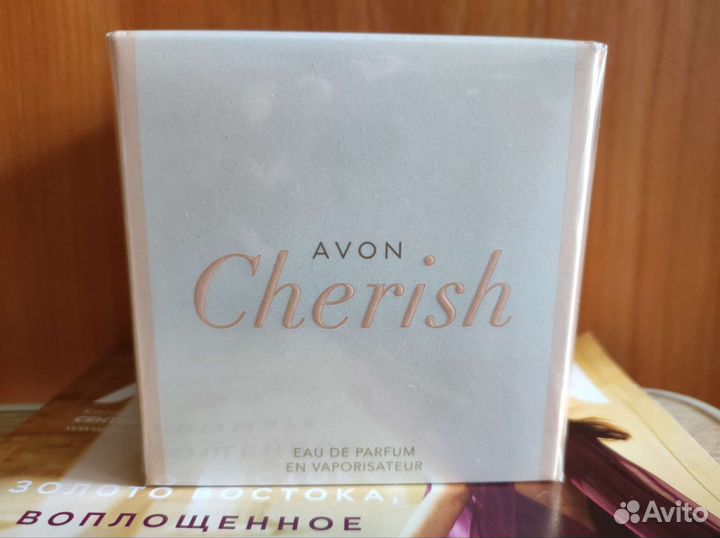 AVON
Cherish
EAU DE PARFUM
EN VAPORISATEUR
ЗОЛОТО ВОСТОКА,
ВОПЛОЩЕННОЕ
Avito